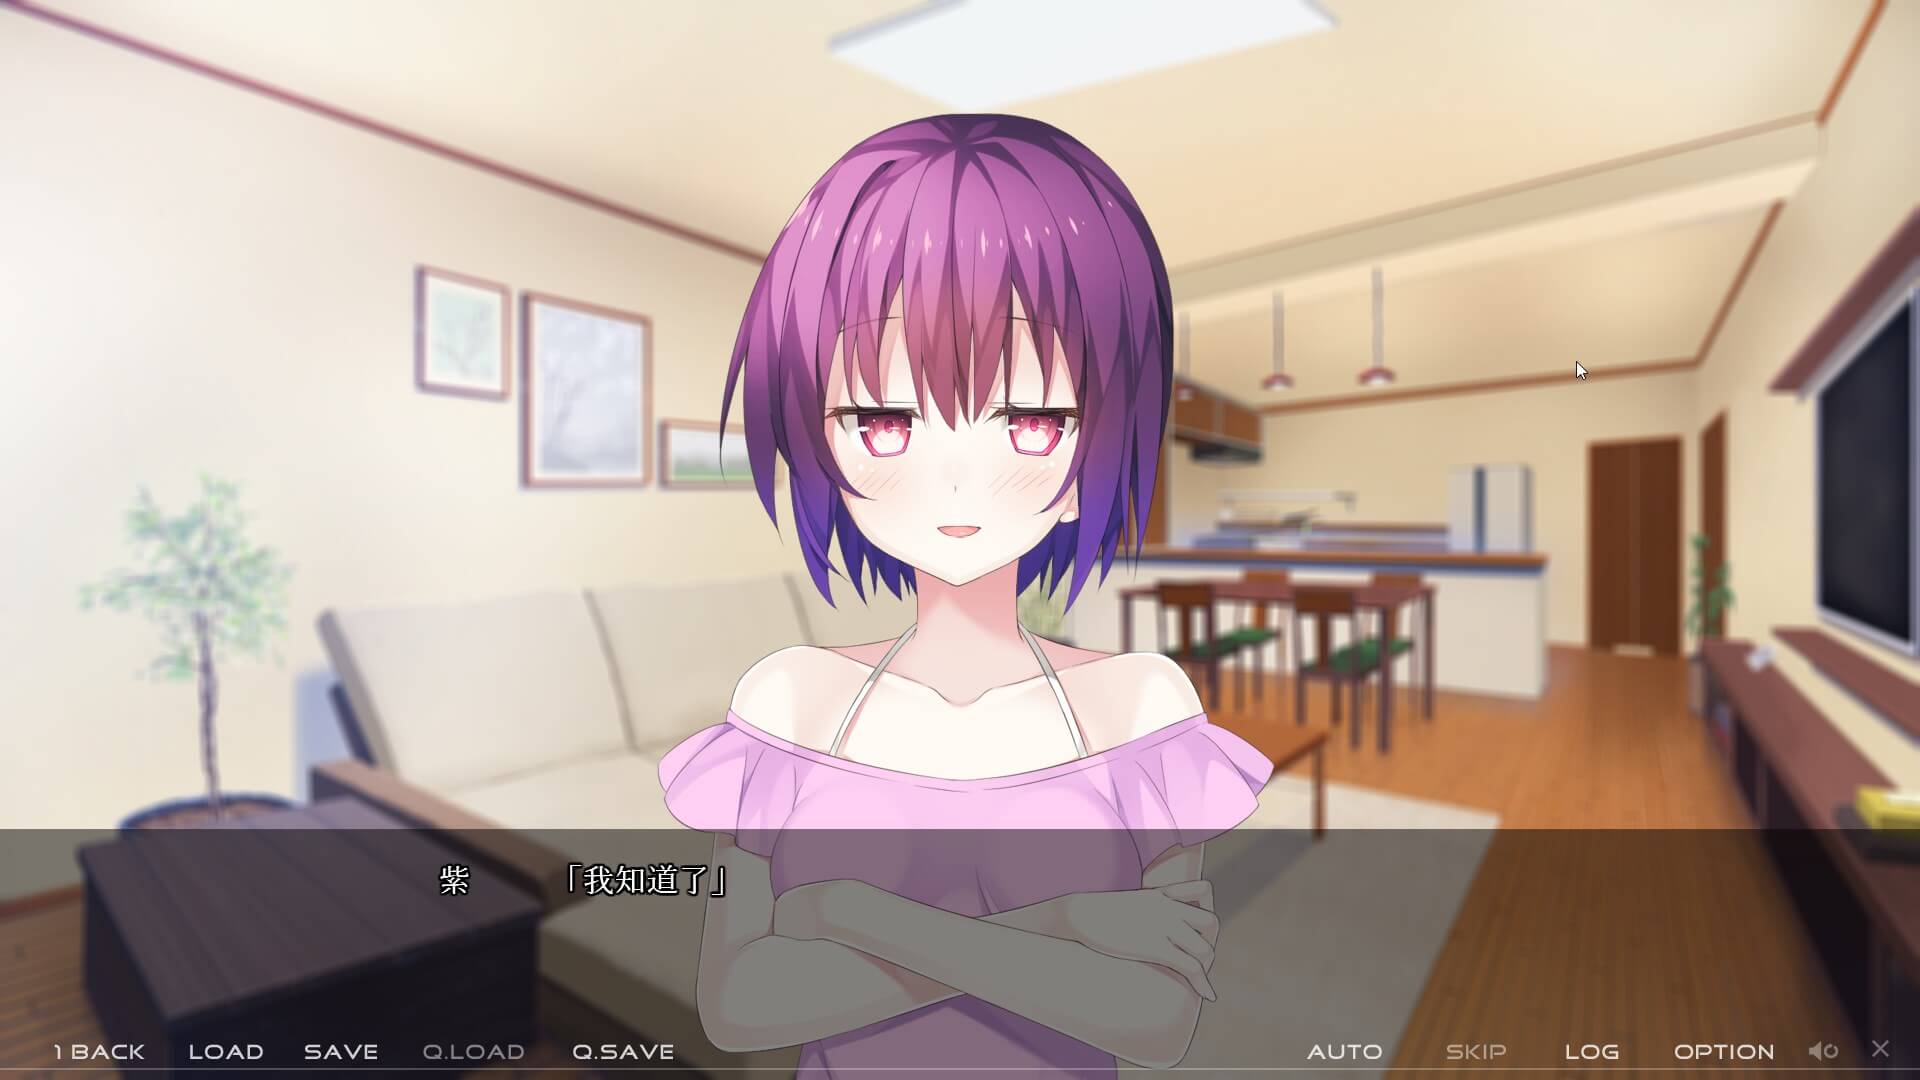 紫 「我知道了」
1 BACK LOAD SAVE Q.LOAD Q.SAVE AUTO SKIP LOG OPTION